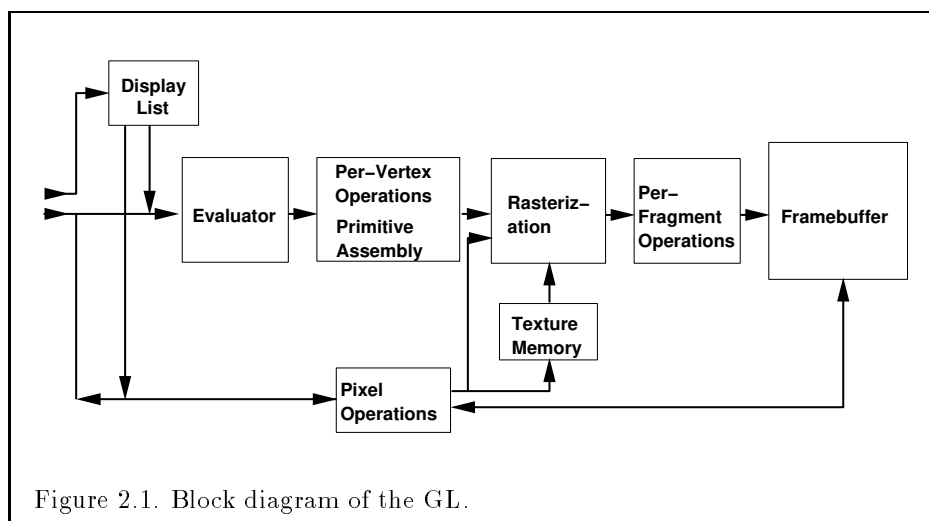 Display
List
Evaluator
Per−Vertex
Operations
Primitive
Assembly
Rasteriz−
ation
Per−
Fragment
Operations
Framebuffer
Texture
Memory
Pixel
Operations
Figure 2.1. Block diagram of the GL.